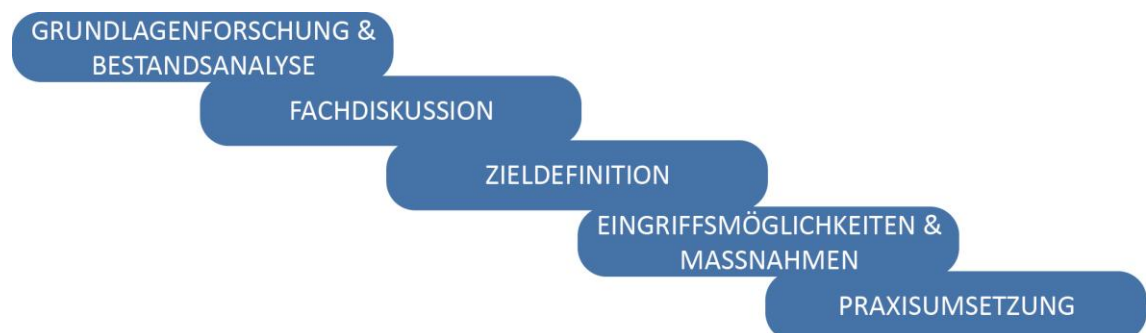 GRUNDLAGENFORSCHUNG &
BESTANDSANALYSE
FACHDISKUSSION
ZIELDEFINITION
EINGRIFFSMÖGLICHKEITEN &
MASSNAHMEN
PRAXISUMSETZUNG